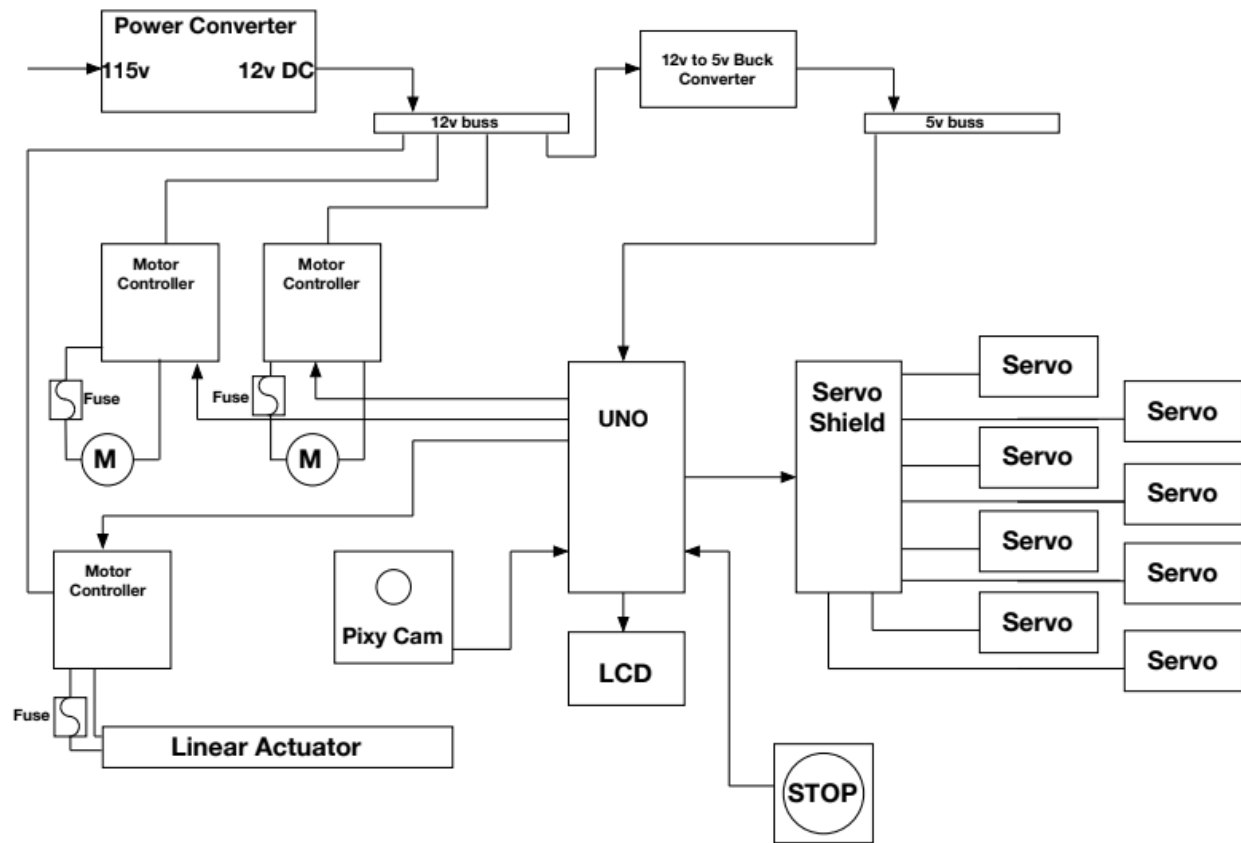 Power Converter
115v 12v DC
12v to 5v Buck
Converter
12v buss
5v buss
Motor
Controller
Motor
Controller
Fuse
Fuse
M
M
UNO
Servo
Shield
Servo
Servo
Servo
Servo
Servo
Servo
Servo
Servo
Motor
Controller
Pixy Cam
LCD
Fuse
Linear Actuator
STOP